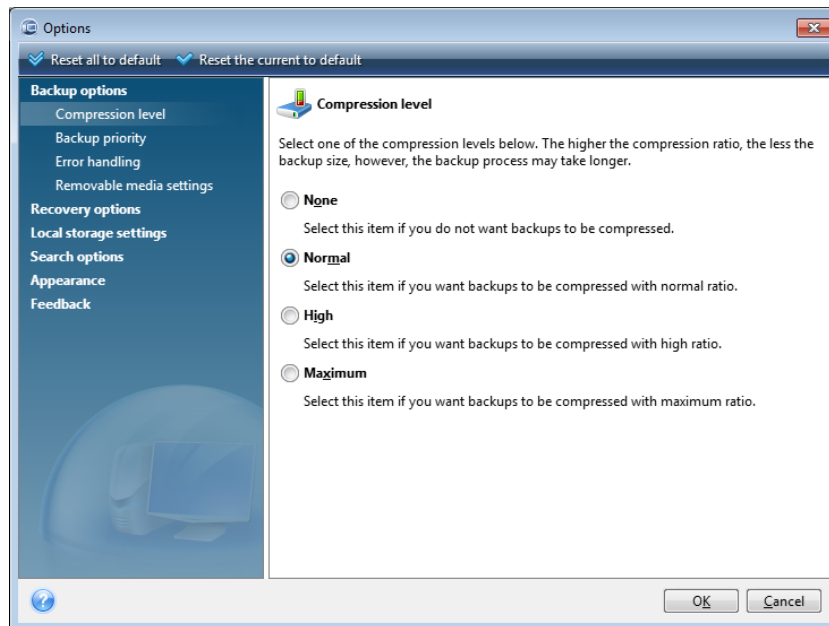 Options
Reset all to default
Reset the current to default
Backup options
Compression level
Backup priority
Error handling
Removable media settings
Recovery options
Local storage settings
Search options
Appearance
Feedback
Compression level
Select one of the compression levels below. The higher the compression ratio, the less the
backup size, however, the backup process may take longer.
None
Select this item if you do not want backups to be compressed.
Normal
Select this item if you want backups to be compressed with normal ratio.
High
Select this item if you want backups to be compressed with high ratio.
Maximum
Select this item if you want backups to be compressed with maximum ratio.
OK
Cancel